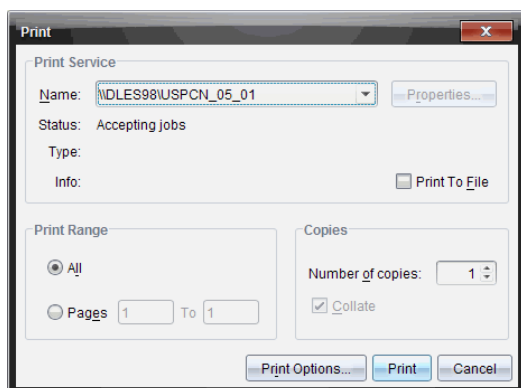 Print
X
Print Service
Name: \\DLES98\USPCN_05_01 Properties...
Status: Accepting jobs
Type:
Info: Print To File
Print Range
All
Pages 1 To 1
Copies
Number of copies: 1
Collate
Print Options... Print Cancel